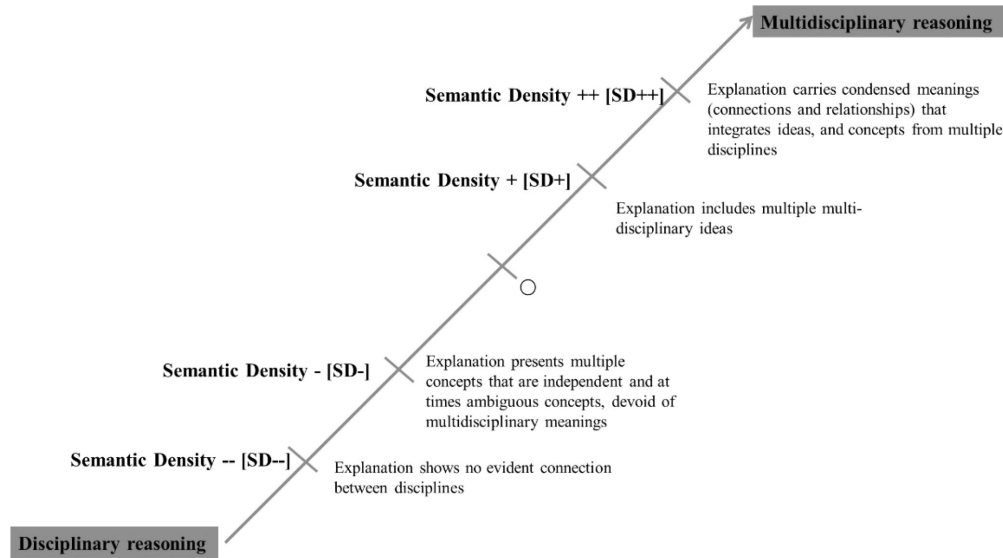 Multidisciplinary reasoning
Semantic Density ++ [SD++]
Explanation carries condensed meanings
(connections and relationships) that
integrates ideas, and concepts from multiple
disciplines
Semantic Density + [SD+]
Explanation includes multiple multi-
disciplinary ideas
Semantic Density - [SD-]
Explanation presents multiple
concepts that are independent and at
times ambiguous concepts, devoid of
multidisciplinary meanings
Semantic Density -- [SD--]
Explanation shows no evident connection
between disciplines
Disciplinary reasoning